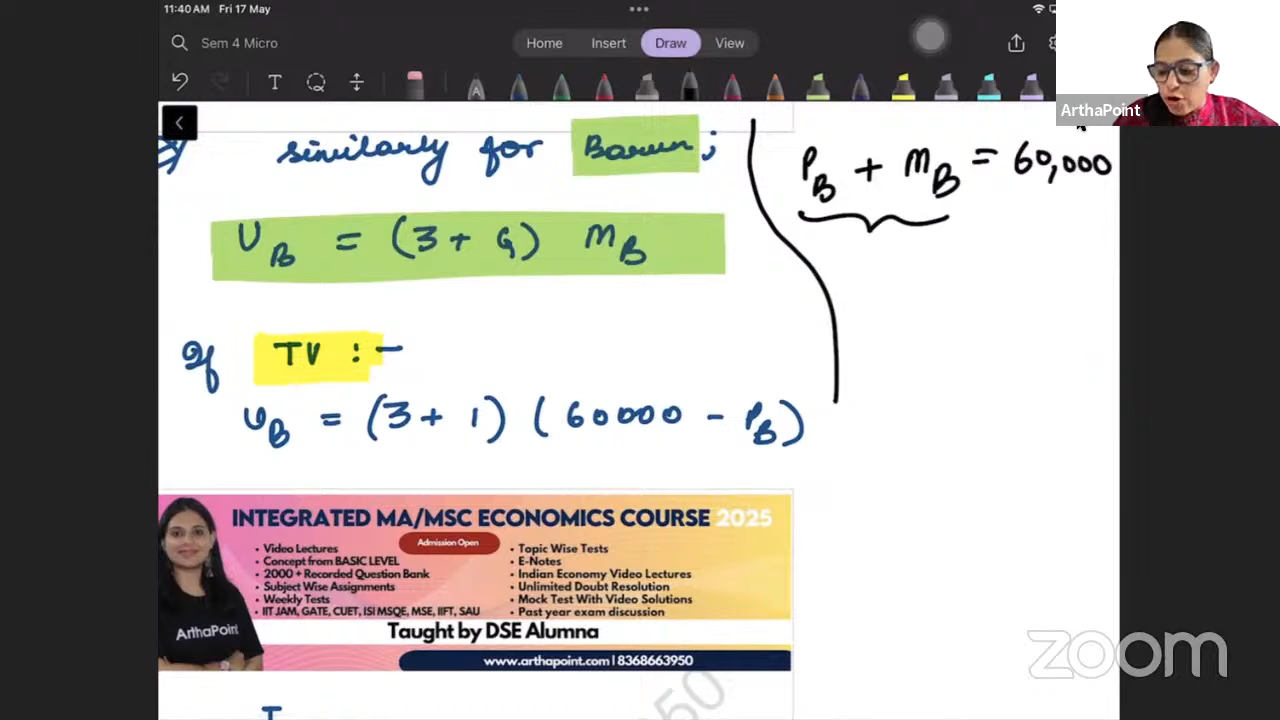 11:40 AM Fri 17 May
Sem 4 Micro
Home Insert Draw View
T
A
ArthaPoint
similarly for Barun ;
U_B = (3 + G) M_B
P_B + M_B = 60,000
If TV : -
U_B = (3 + 1) (60000 - P_B)
INTEGRATED MA/MSC ECONOMICS COURSE 2025
Admission Open
• Video Lectures
• Concept from BASIC LEVEL
• 2000 + Recorded Question Bank
• Subject Wise Assignments
• Weekly Tests
• IIT JAM, GATE, CUET, ISI MSQE, MSE, IIFT, SAU
• Topic Wise Tests
• E-Notes
• Indian Economy Video Lectures
• Unlimited Doubt Resolution
• Mock Test With Video Solutions
• Past year exam discussion
ArthaPoint
Taught by DSE Alumna
www.arthapoint.com | 8368663950
50
zoom